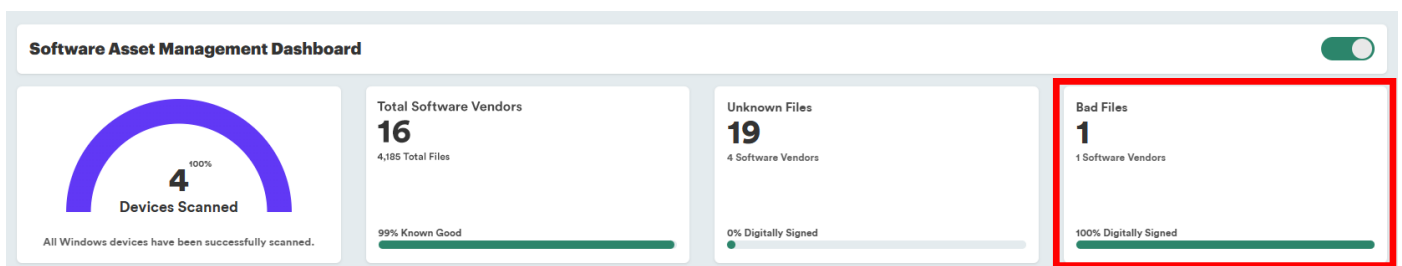 Software Asset Management Dashboard
100%
4
Devices Scanned
All Windows devices have been successfully scanned.
Total Software Vendors
16
4,185 Total Files
99% Known Good
Unknown Files
19
4 Software Vendors
0% Digitally Signed
Bad Files
1
1 Software Vendors
100% Digitally Signed